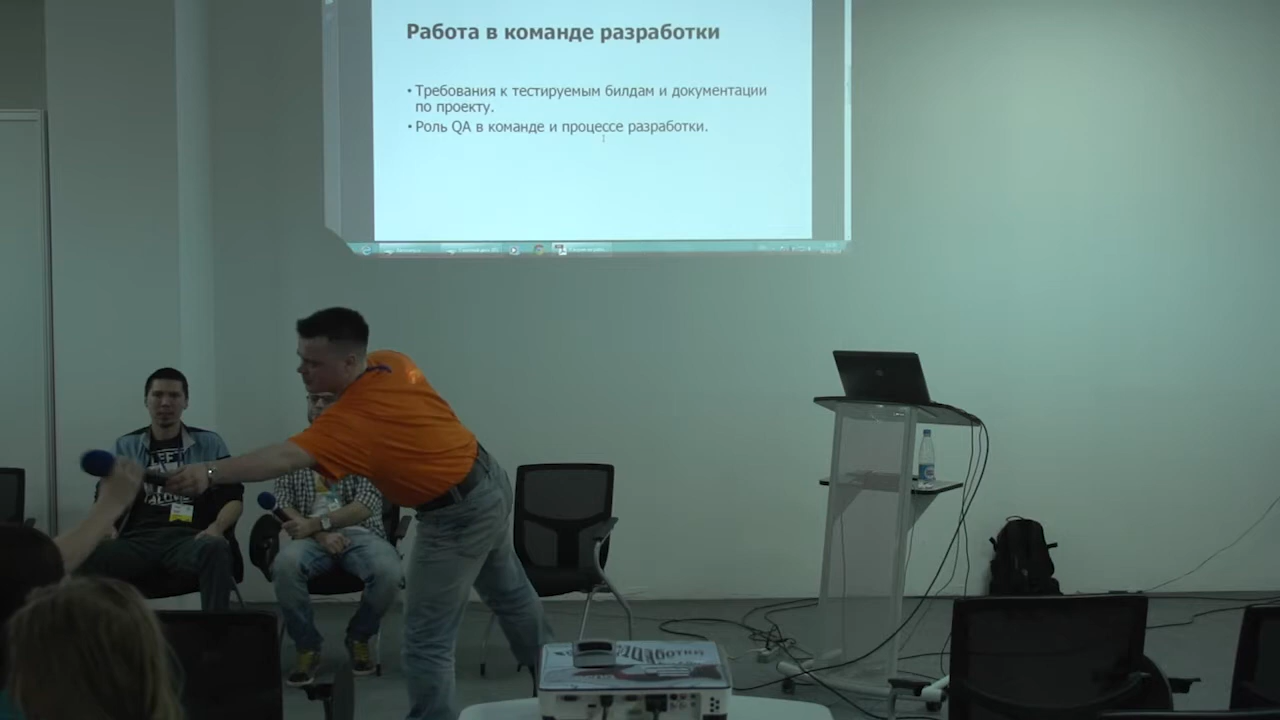 Работа в команде разработки
• Требования к тестируемым билдам и документации
по проекту.
• Роль QA в команде и процессе разработки.